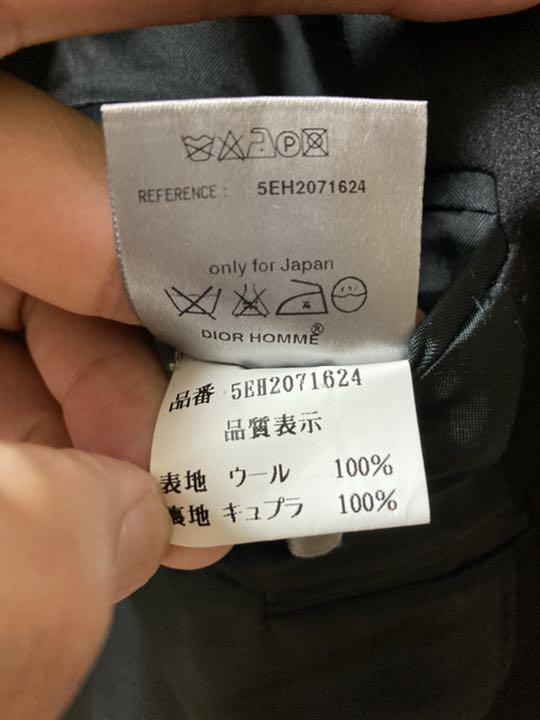 REFERENCE : 5EH2071624
only for Japan
DIOR HOMME®
品番 5EH2071624
品質表示
表地 ウール 100%
裏地 キュプラ 100%